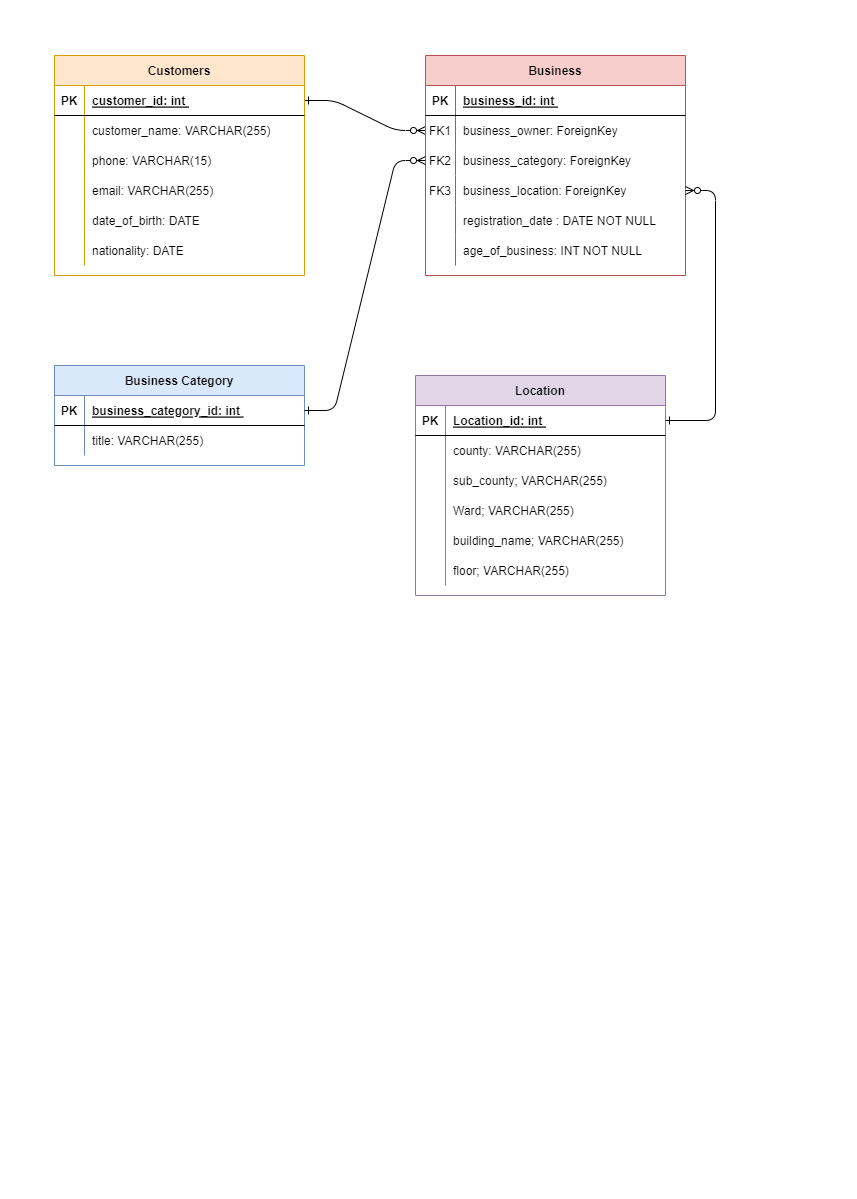 Customers
PK customer_id: int
customer_name: VARCHAR(255)
phone: VARCHAR(15)
email: VARCHAR(255)
date_of_birth: DATE
nationality: DATE
Business
PK business_id: int
FK1 business_owner: ForeignKey
FK2 business_category: ForeignKey
FK3 business_location: ForeignKey
registration_date : DATE NOT NULL
age_of_business: INT NOT NULL
Business Category
PK business_category_id: int
title: VARCHAR(255)
Location
PK Location_id: int
county: VARCHAR(255)
sub_county; VARCHAR(255)
Ward; VARCHAR(255)
building_name; VARCHAR(255)
floor; VARCHAR(255)